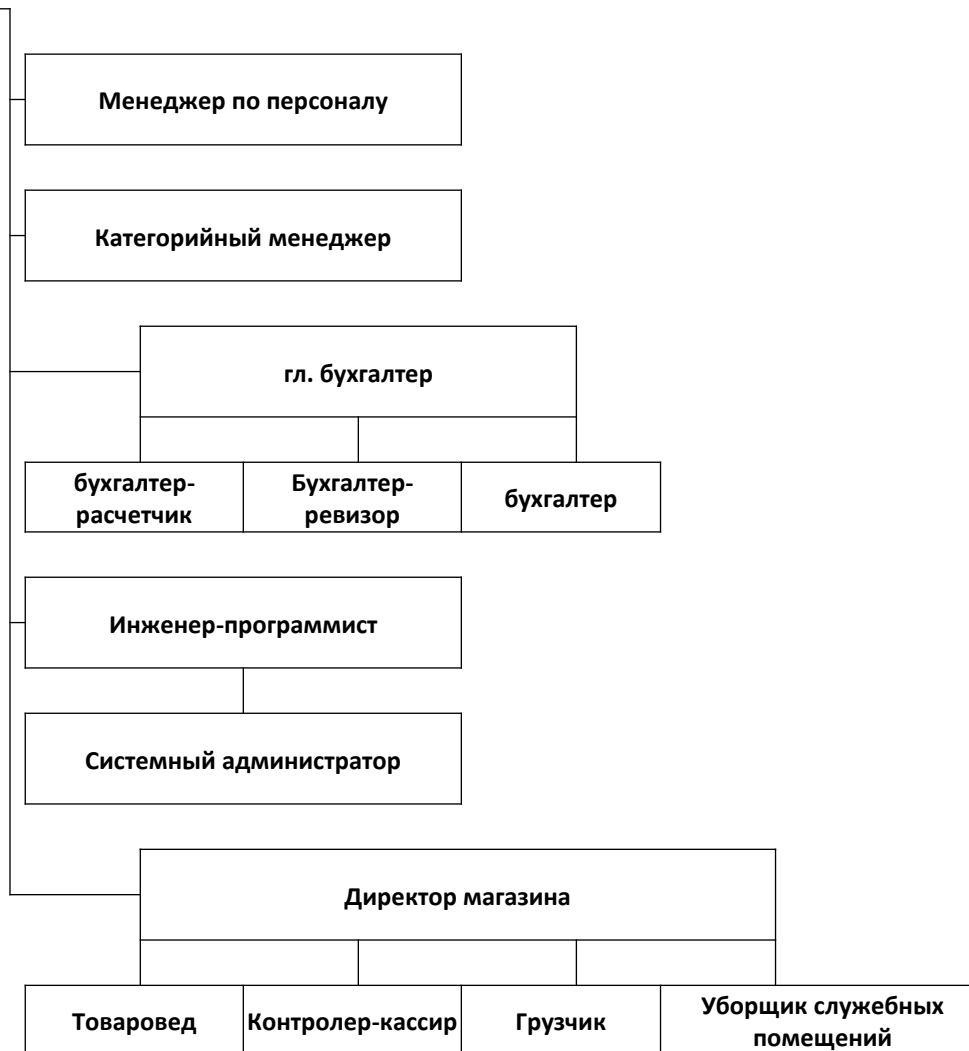 Менеджер по персоналу
Категорийный менеджер
гл. бухгалтер
бухгалтер-
расчетчик
Бухгалтер-
ревизор
бухгалтер
Инженер-программист
Системный администратор
Директор магазина
Товаровед
Контролер-кассир
Грузчик
Уборщик служебных
помещений